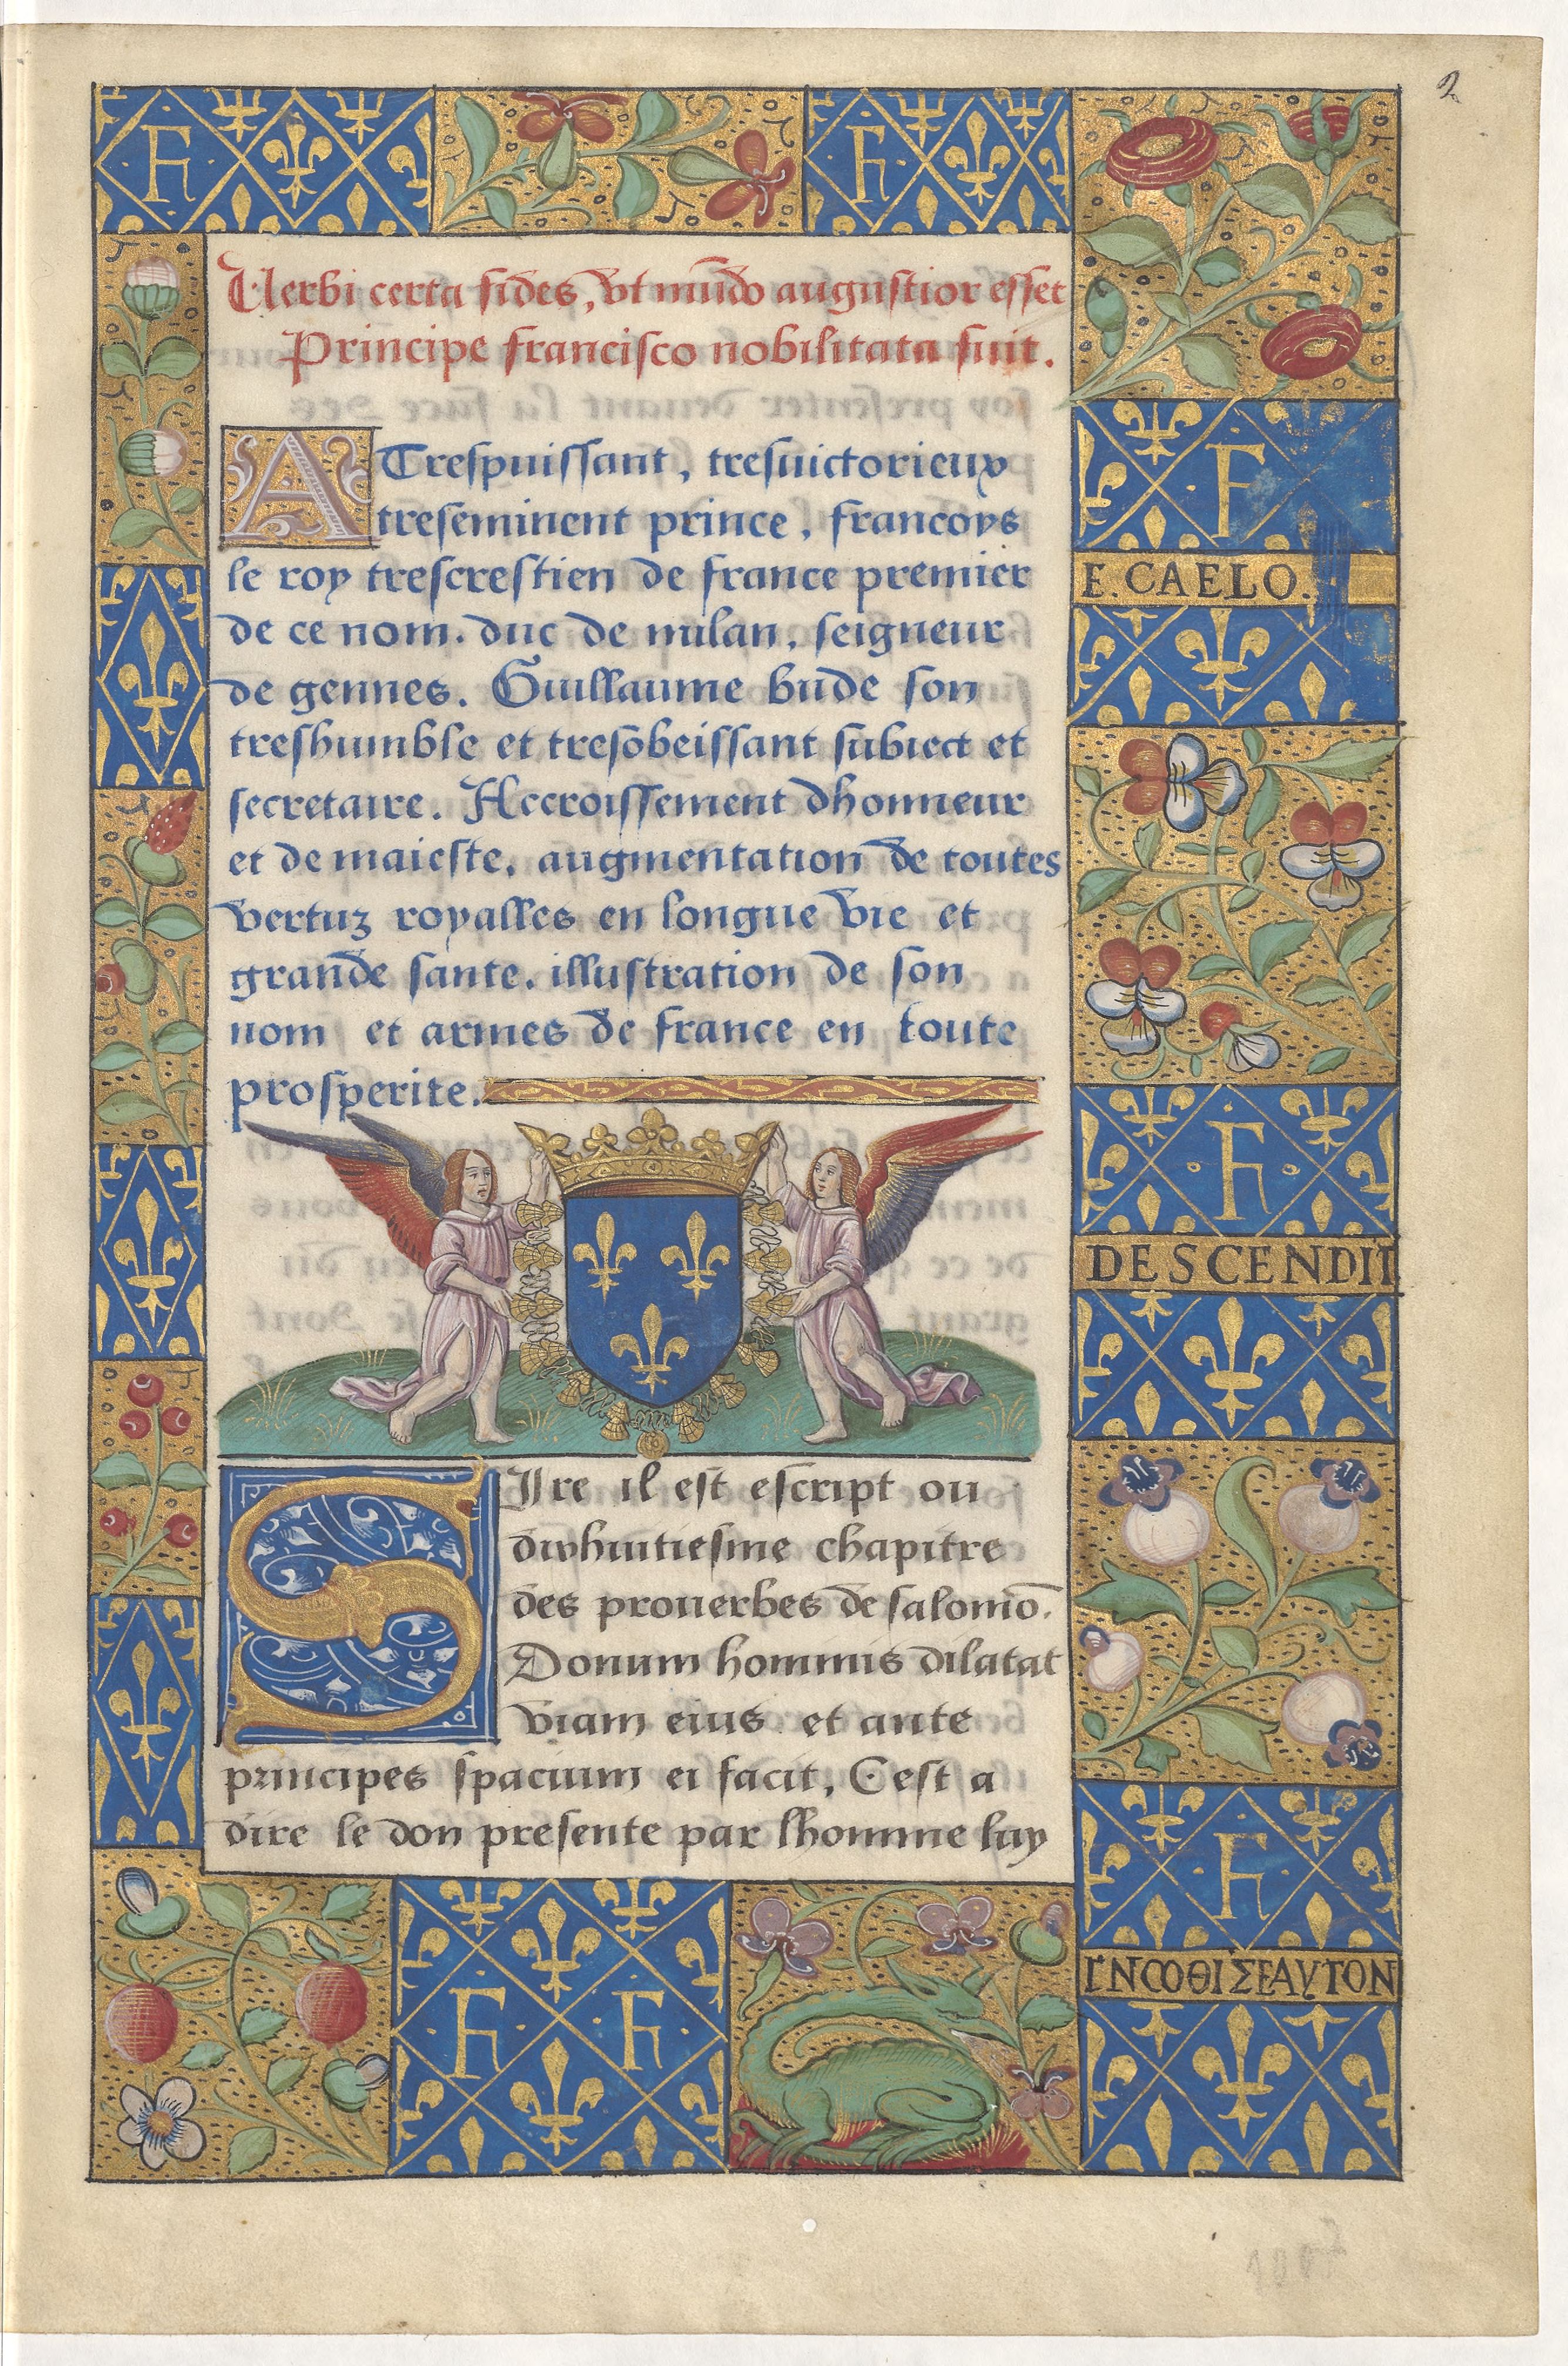 2
F F
Verbi certa fides, vt mūdo augustior esset
Principe francisco nobilitata fuit.
A Trespuissant, tresuictorieux
treseminent prince, francoys
le roy trescrestien de france premier
de ce nom. duc de milan, seigneur
de gennes. Guillaume bude son
treshumble et tresobeissant subiect et
secretaire. Accroissement dhonneur
et de maieste, augmentation de toutes
vertuz royalles en longue vie et
grande sante. illustration de son
nom et armes de france en toute
prosperite.
SIre il est escript ou
dixhuitiesme chapitre
des prouerbes de salomō.
Donum hominis dilatat
viam eius et ante
principes spacium ei facit, Cest a
dire le don presente par lhomme luy
F
E. CAELO.
F
DESCENDIT
F
ΓΝΩΘΙ ΣΕΑΥΤΟΝ
F F